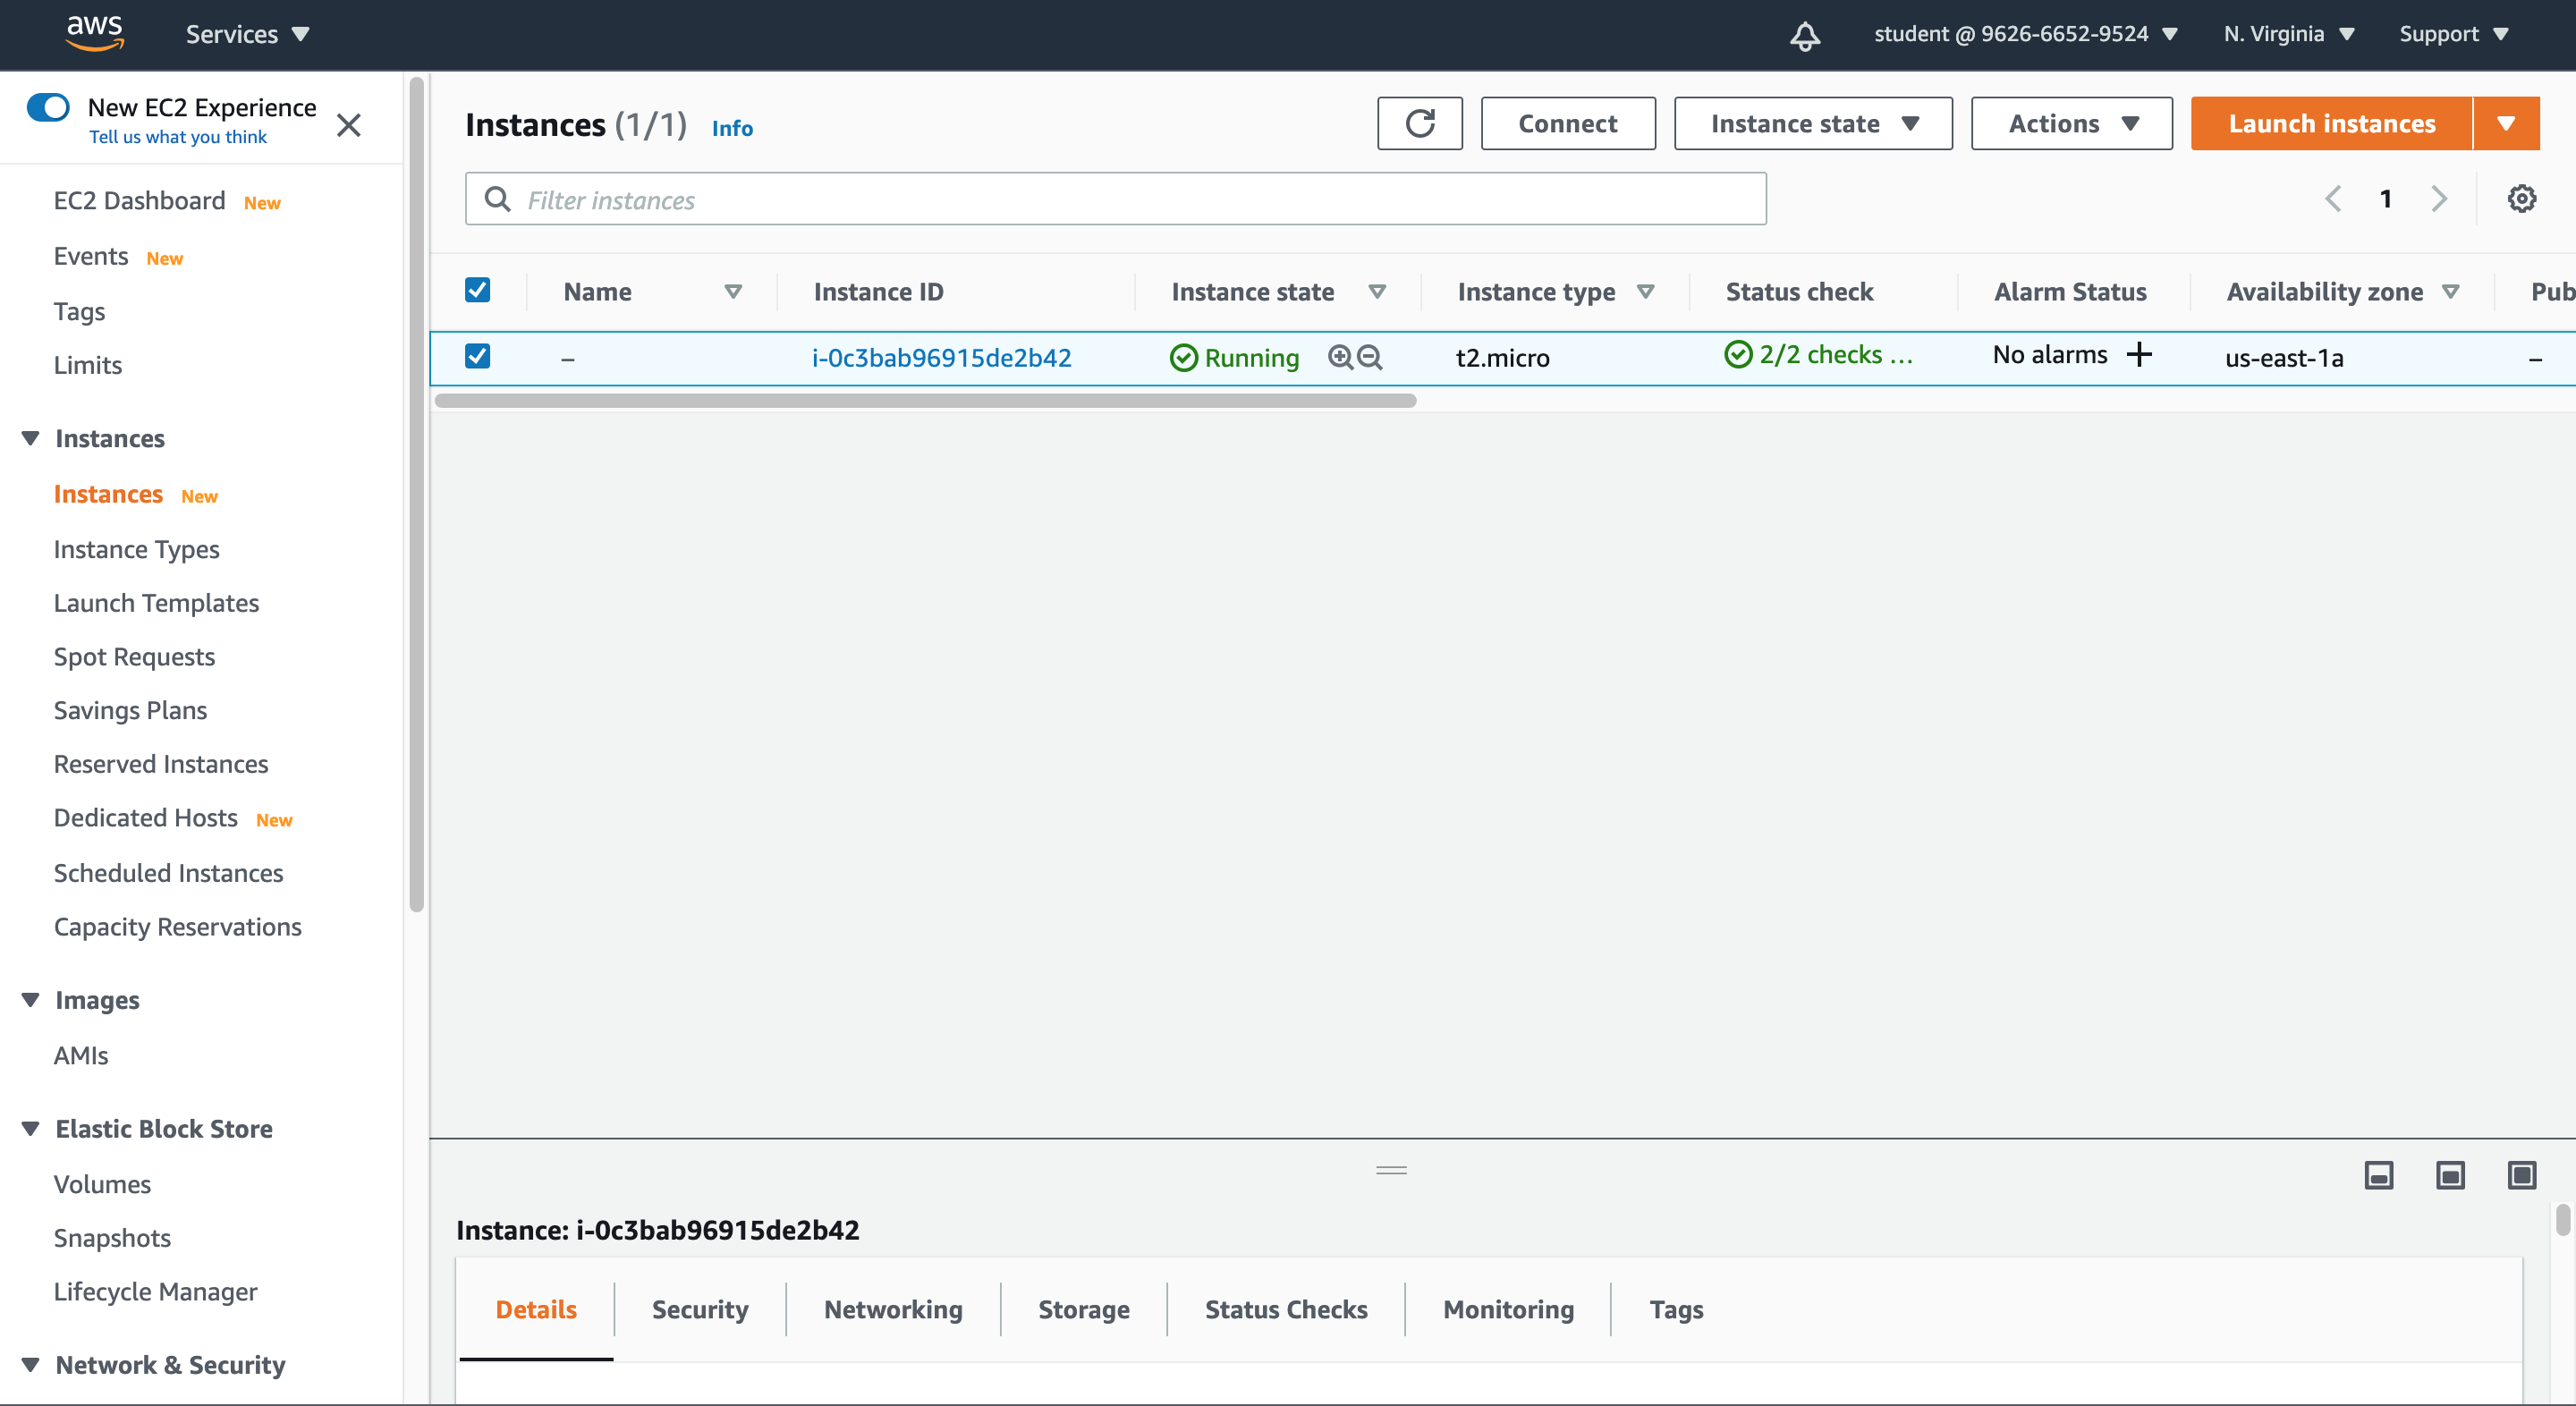 aws Services student @ 9626-6652-9524 N. Virginia Support
New EC2 Experience
Tell us what you think
EC2 Dashboard New
Events New
Tags
Limits
Instances
Instances New
Instance Types
Launch Templates
Spot Requests
Savings Plans
Reserved Instances
Dedicated Hosts New
Scheduled Instances
Capacity Reservations
Images
AMIs
Elastic Block Store
Volumes
Snapshots
Lifecycle Manager
Network & Security
Instances (1/1) Info Connect Instance state Actions Launch instances
Filter instances 1
Name Instance ID Instance state Instance type Status check Alarm Status Availability zone Pub
– i-0c3bab96915de2b42 Running t2.micro 2/2 checks ... No alarms + us-east-1a –
Instance: i-0c3bab96915de2b42
Details Security Networking Storage Status Checks Monitoring Tags